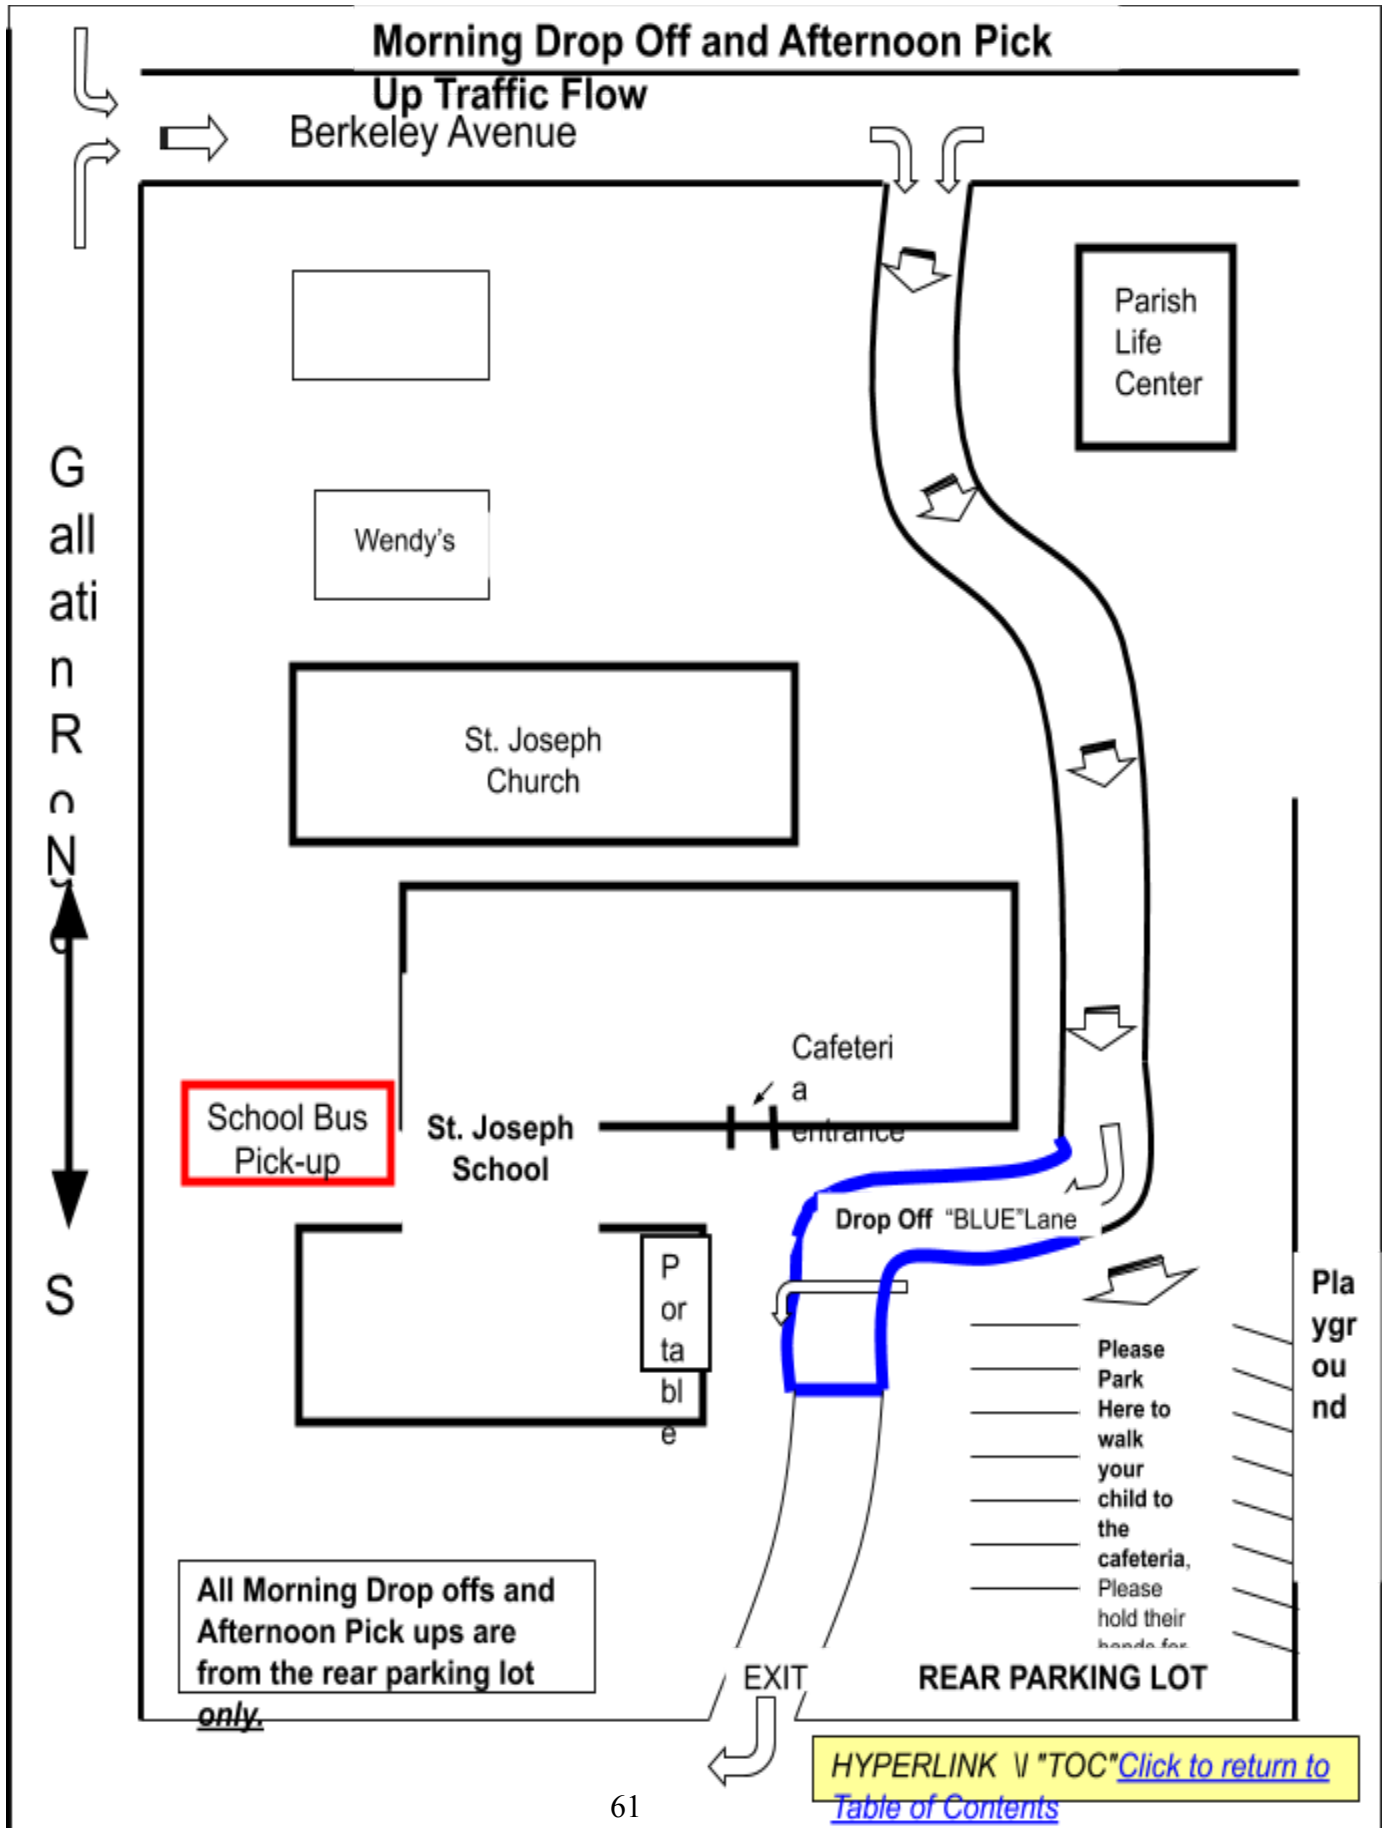 Morning Drop Off and Afternoon Pick
Up Traffic Flow
Berkeley Avenue
Parish
Life
Center
G
all
ati
n
R
o
N
S
Wendy's
St. Joseph
Church
Cafeteri
a
entrance
School Bus
Pick-up
St. Joseph
School
Drop Off "BLUE"Lane
P
or
ta
bl
e
Pla
ygr
ou
nd
Please
Park
Here to
walk
your
child to
the
cafeteria,
Please
hold their
hands for
All Morning Drop offs and
Afternoon Pick ups are
from the rear parking lot
only.
EXIT
REAR PARKING LOT
HYPERLINK \l "TOC"Click to return to
Table of Contents
61